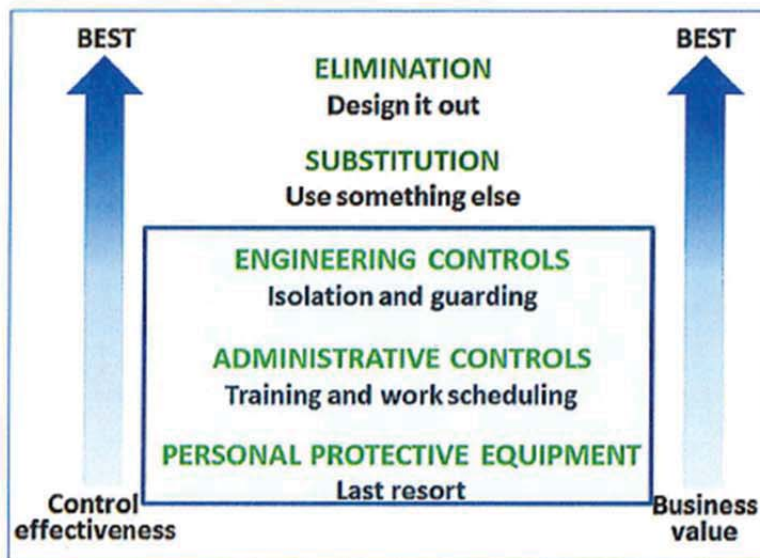 BEST
BEST
ELIMINATION
Design it out
SUBSTITUTION
Use something else
ENGINEERING CONTROLS
Isolation and guarding
ADMINISTRATIVE CONTROLS
Training and work scheduling
PERSONAL PROTECTIVE EQUIPMENT
Last resort
Control
effectiveness
Business
value